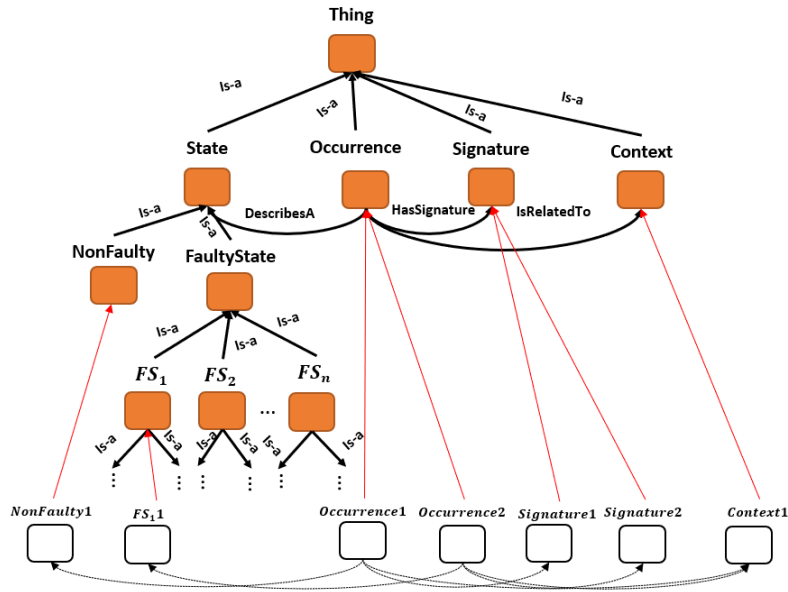 Thing
Is-a Is-a Is-a Is-a
State Occurrence Signature Context
Is-a Is-a DescribesA HasSignature IsRelatedTo
NonFaulty FaultyState
Is-a Is-a Is-a
FS₁ FS₂ FSₙ
...
Is-a Is-a Is-a Is-a Is-a Is-a
NonFaulty1 FS₁1 Occurrence1 Occurrence2 Signature1 Signature2 Context1